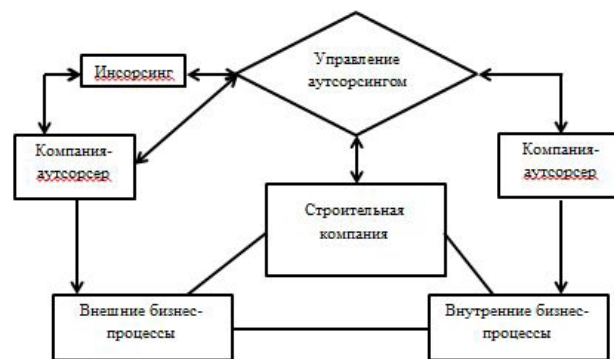 Управление
аутсорсингом
Инсорсинг
Компания-
аутсорсер
Компания-
аутсорсер
Строительная
компания
Внешние бизнес-
процессы
Внутренние бизнес-
процессы